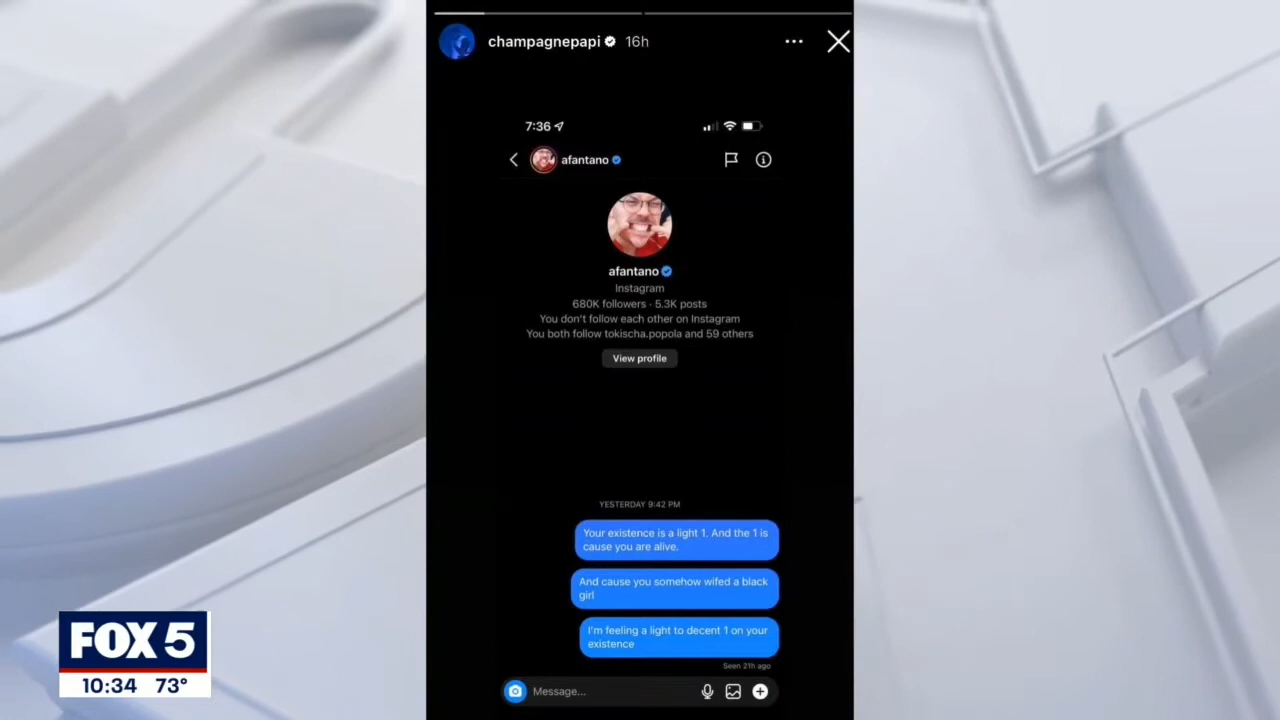 champagnepapi 16h
7:36
afantano
afantano
Instagram
680K followers · 5.3K posts
You don't follow each other on Instagram
You both follow tokischa.popola and 59 others
View profile
YESTERDAY 9:42 PM
Your existence is a light 1. And the 1 is
cause you are alive.
And cause you somehow wifed a black
girl
I'm feeling a light to decent 1 on your
existence
Seen 21h ago
Message...
FOX 5
10:34 73°